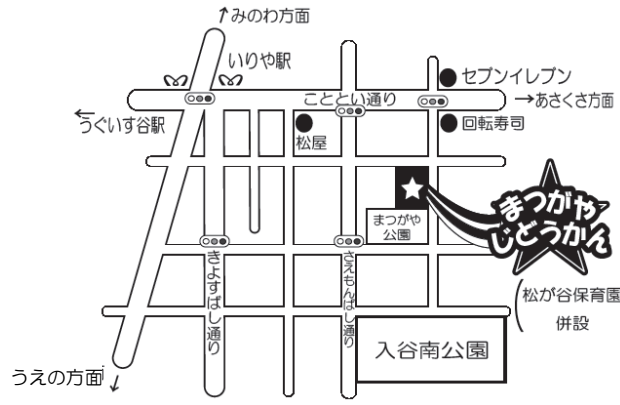 ↗みのわ方面
いりや駅
セブンイレブン
こととい通り
→あさくさ方面
←うぐいす谷駅
松屋
回転寿司
まつがや
公園
まつがや
じどうかん
きよすばし通り
さえもんばし通り
松が谷保育園
併設
入谷南公園
うえの方面↙